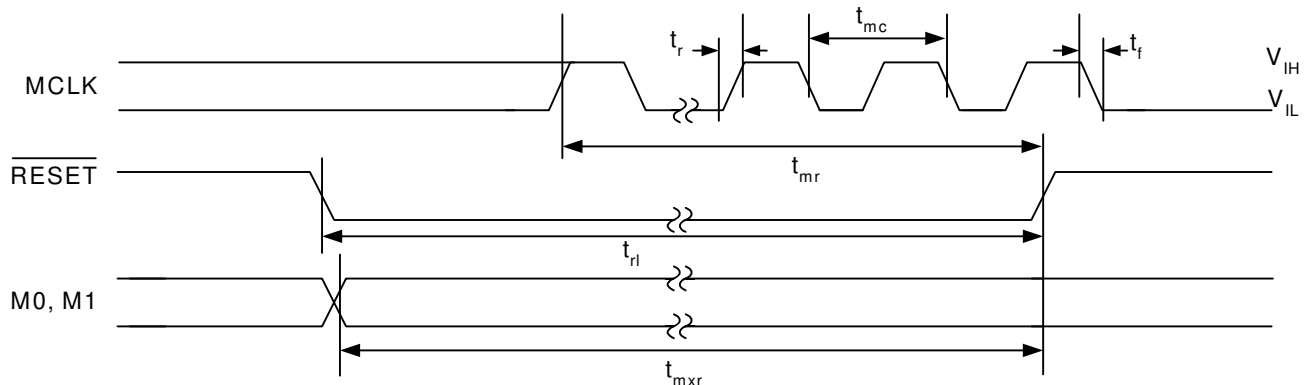 t_mc
t_r
t_f
MCLK
V_IH
V_IL
t_mr
RESET
t_rl
M0, M1
t_mxr